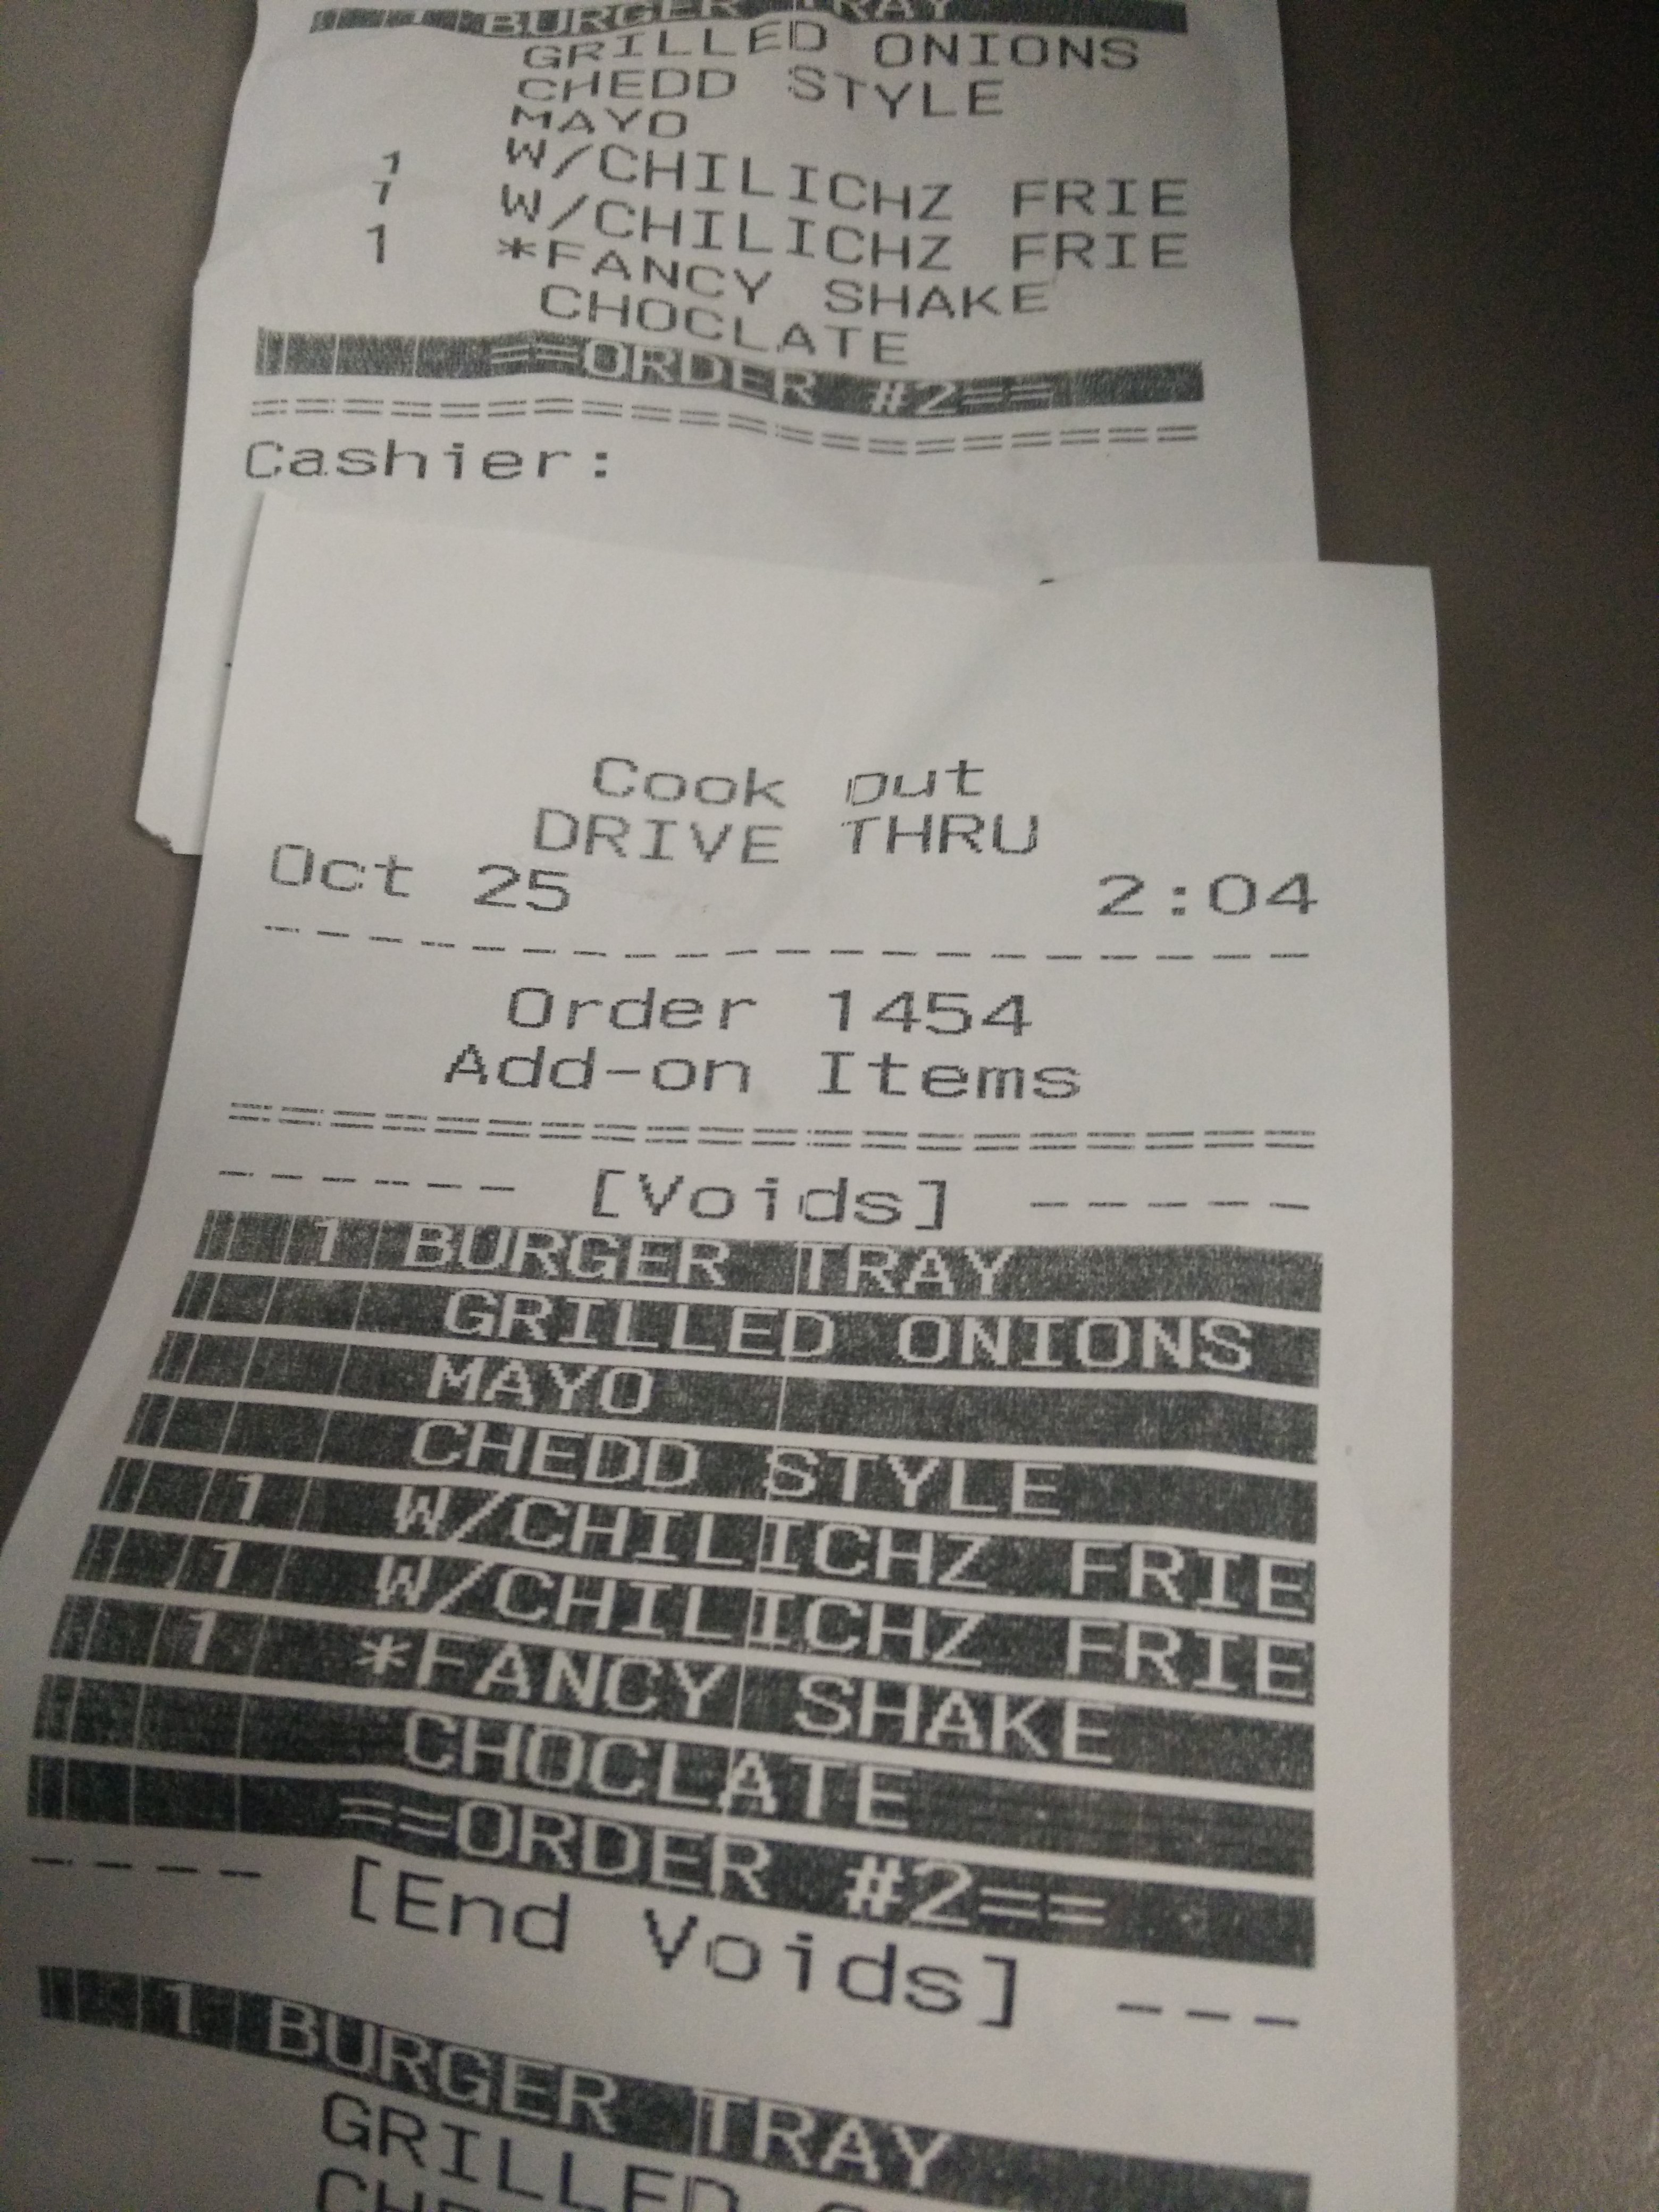 1 BURGER TRAY
GRILLED ONIONS
CHEDD STYLE
MAYO
1 W/CHILICHZ FRIE
1 W/CHILICHZ FRIE
1 *FANCY SHAKE
CHOCLATE
==ORDER #2==
====================
Cashier:
Cook out
DRIVE THRU
Oct 25 2:04
--------------------
Order 1454
Add-on Items
=====================
------ [Voids] ------
1 BURGER TRAY
GRILLED ONIONS
MAYO
CHEDD STYLE
1 W/CHILICHZ FRIE
1 W/CHILICHZ FRIE
1 *FANCY SHAKE
CHOCLATE
==ORDER #2==
---- [End Voids] ---
1 BURGER TRAY
GRILLED